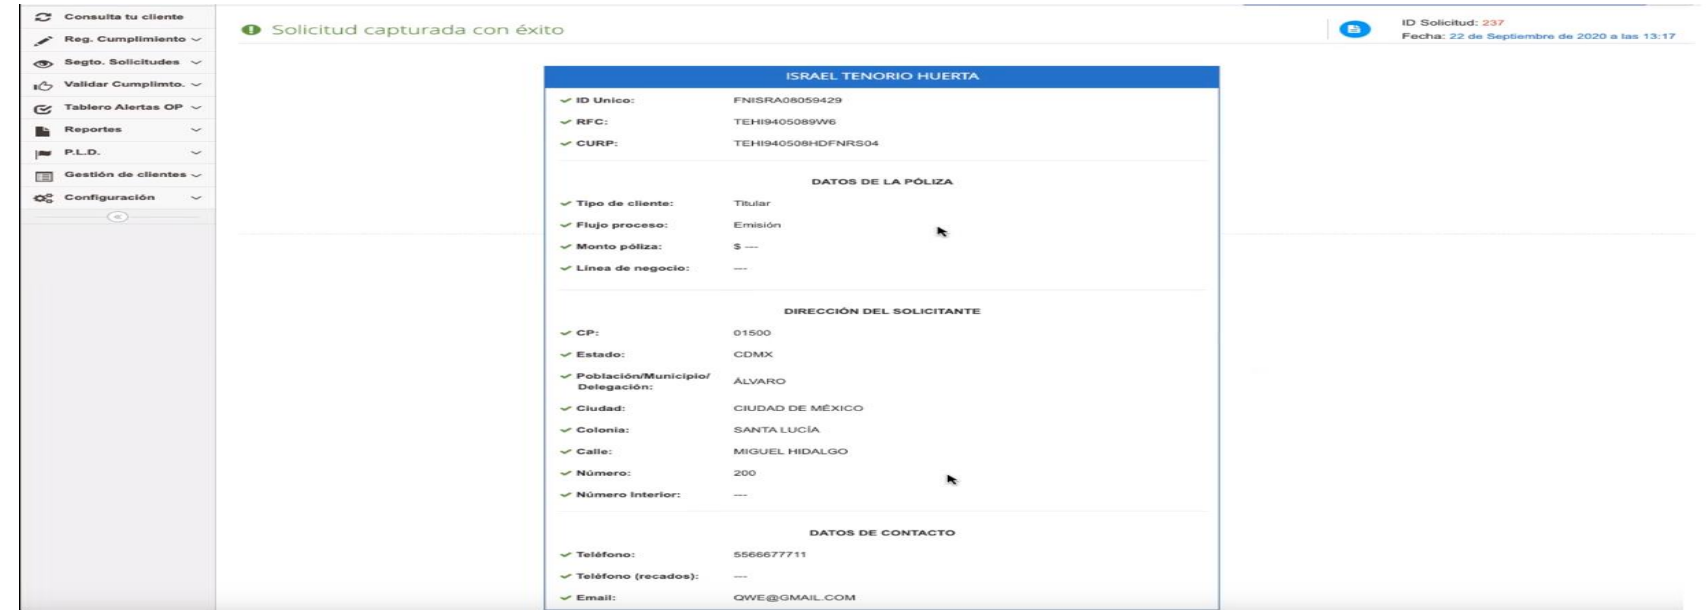 Consulta tu cliente
Reg. Cumplimiento
Segto. Solicitudes
Validar Cumplimto.
Tablero Alertas OP
Reportes
P.L.D.
Gestión de clientes
Configuración
Solicitud capturada con éxito
ID Solicitud: 237
Fecha: 22 de Septiembre de 2020 a las 13:17
ISRAEL TENORIO HUERTA
ID Unico: FNISRA08059429
RFC: TEHI9405089W6
CURP: TEHI940508HDFNRS04
DATOS DE LA PÓLIZA
Tipo de cliente: Titular
Flujo proceso: Emisión
Monto póliza: $ ---
Línea de negocio: ---
DIRECCIÓN DEL SOLICITANTE
CP: 01500
Estado: CDMX
Población/Municipio/
Delegación: ÁLVARO
Ciudad: CIUDAD DE MÉXICO
Colonia: SANTA LUCÍA
Calle: MIGUEL HIDALGO
Número: 200
Número Interior: ---
DATOS DE CONTACTO
Teléfono: 5566677711
Teléfono (recados): ---
Email: QWE@GMAIL.COM